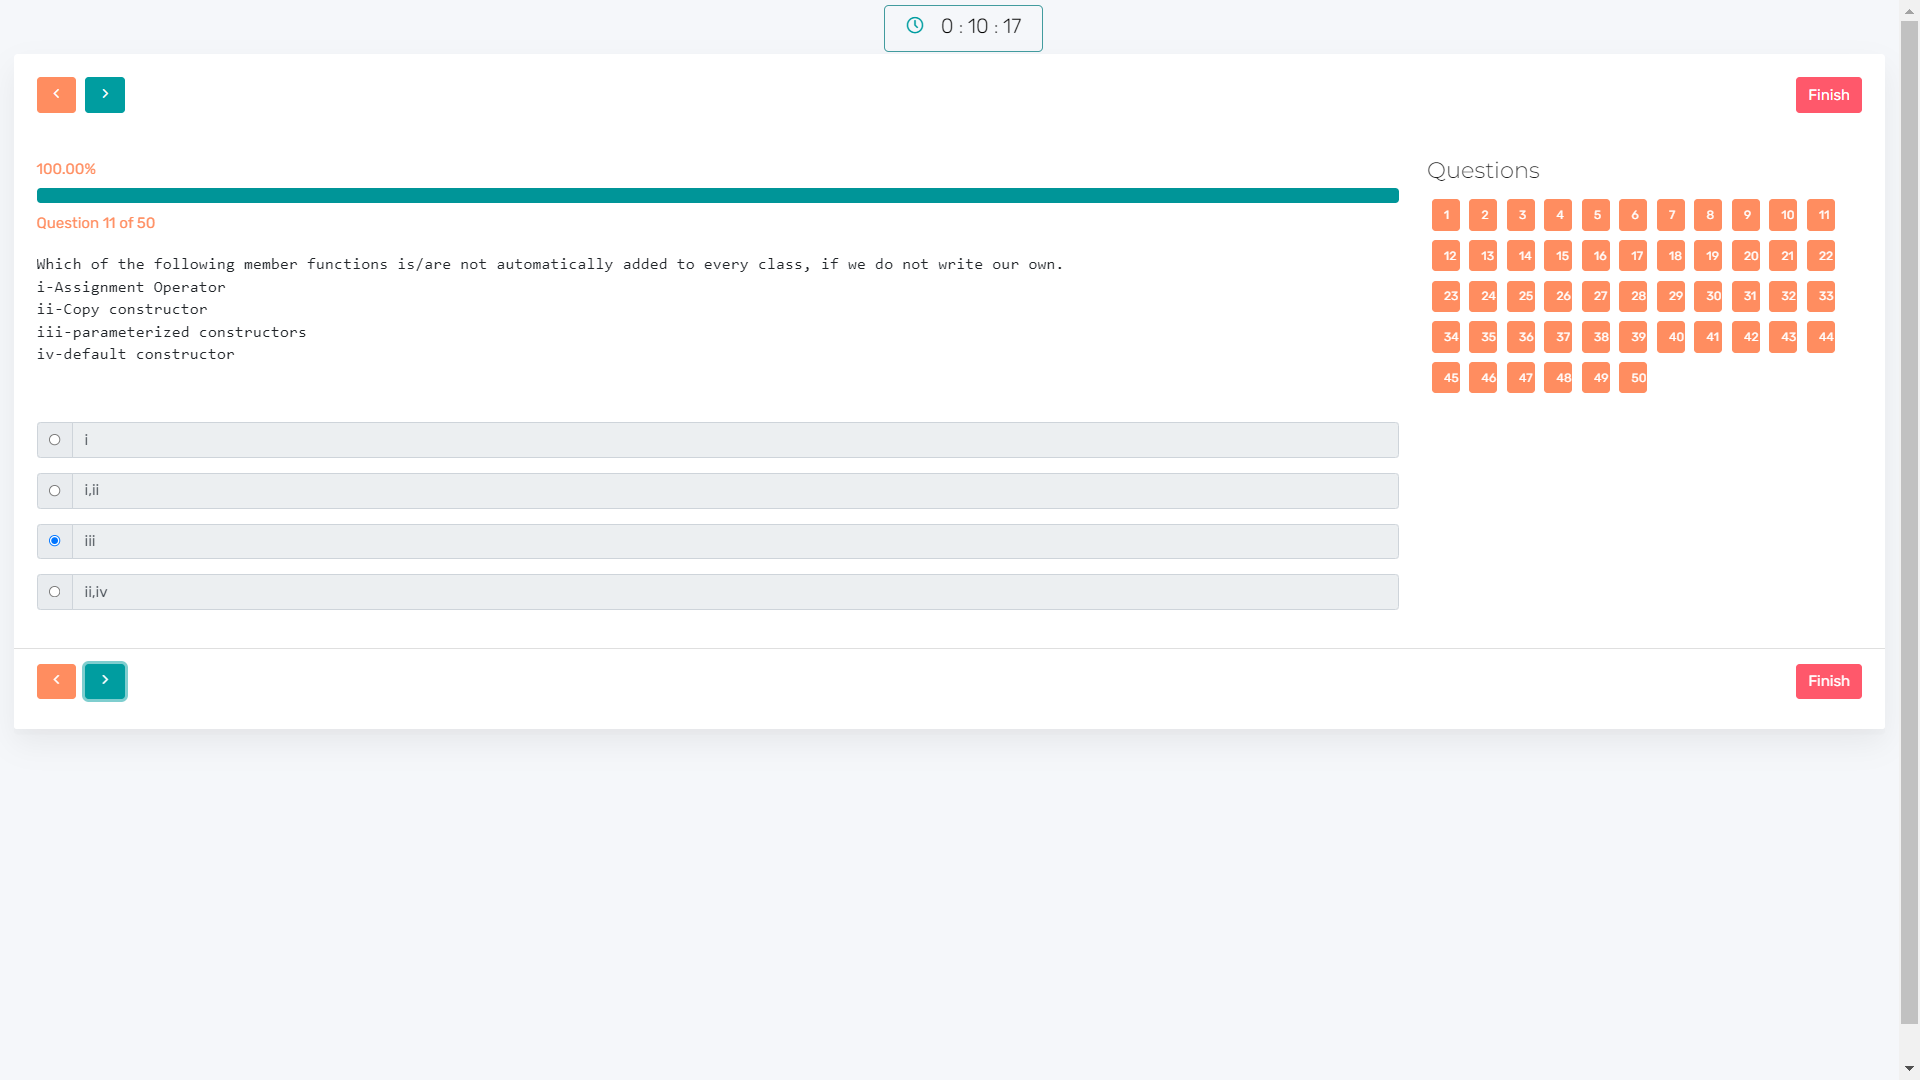 0 : 10 : 17
Finish
100.00%
Question 11 of 50
Which of the following member functions is/are not automatically added to every class, if we do not write our own.
i-Assignment Operator
ii-Copy constructor
iii-parameterized constructors
iv-default constructor
i
i,ii
iii
ii,iv
Questions
1 2 3 4 5 6 7 8 9 10 11
12 13 14 15 16 17 18 19 20 21 22
23 24 25 26 27 28 29 30 31 32 33
34 35 36 37 38 39 40 41 42 43 44
45 46 47 48 49 50
Finish